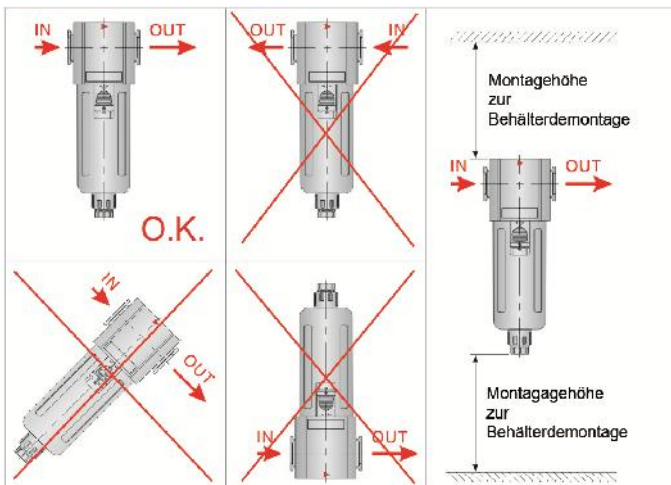 IN
OUT
O.K.
OUT
IN
Montagehöhe
zur
Behälterdemontage
IN
OUT
IN
OUT
IN
OUT
Montagagehöhe
zur
Behälterdemontage